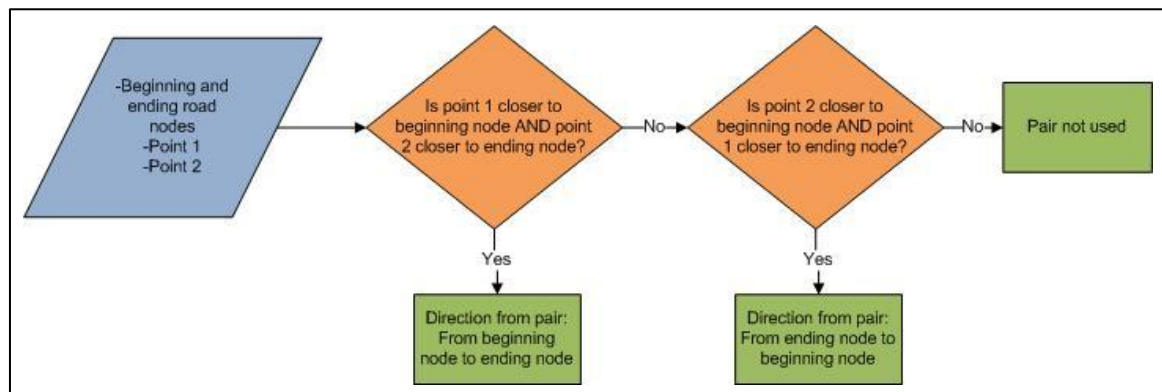 -Beginning and
ending road
nodes
-Point 1
-Point 2
Is point 1 closer to
beginning node AND point
2 closer to ending node?
No
Is point 2 closer to
beginning node AND point
1 closer to ending node?
No
Pair not used
Yes
Yes
Direction from pair:
From beginning
node to ending node
Direction from pair:
From ending node to
beginning node